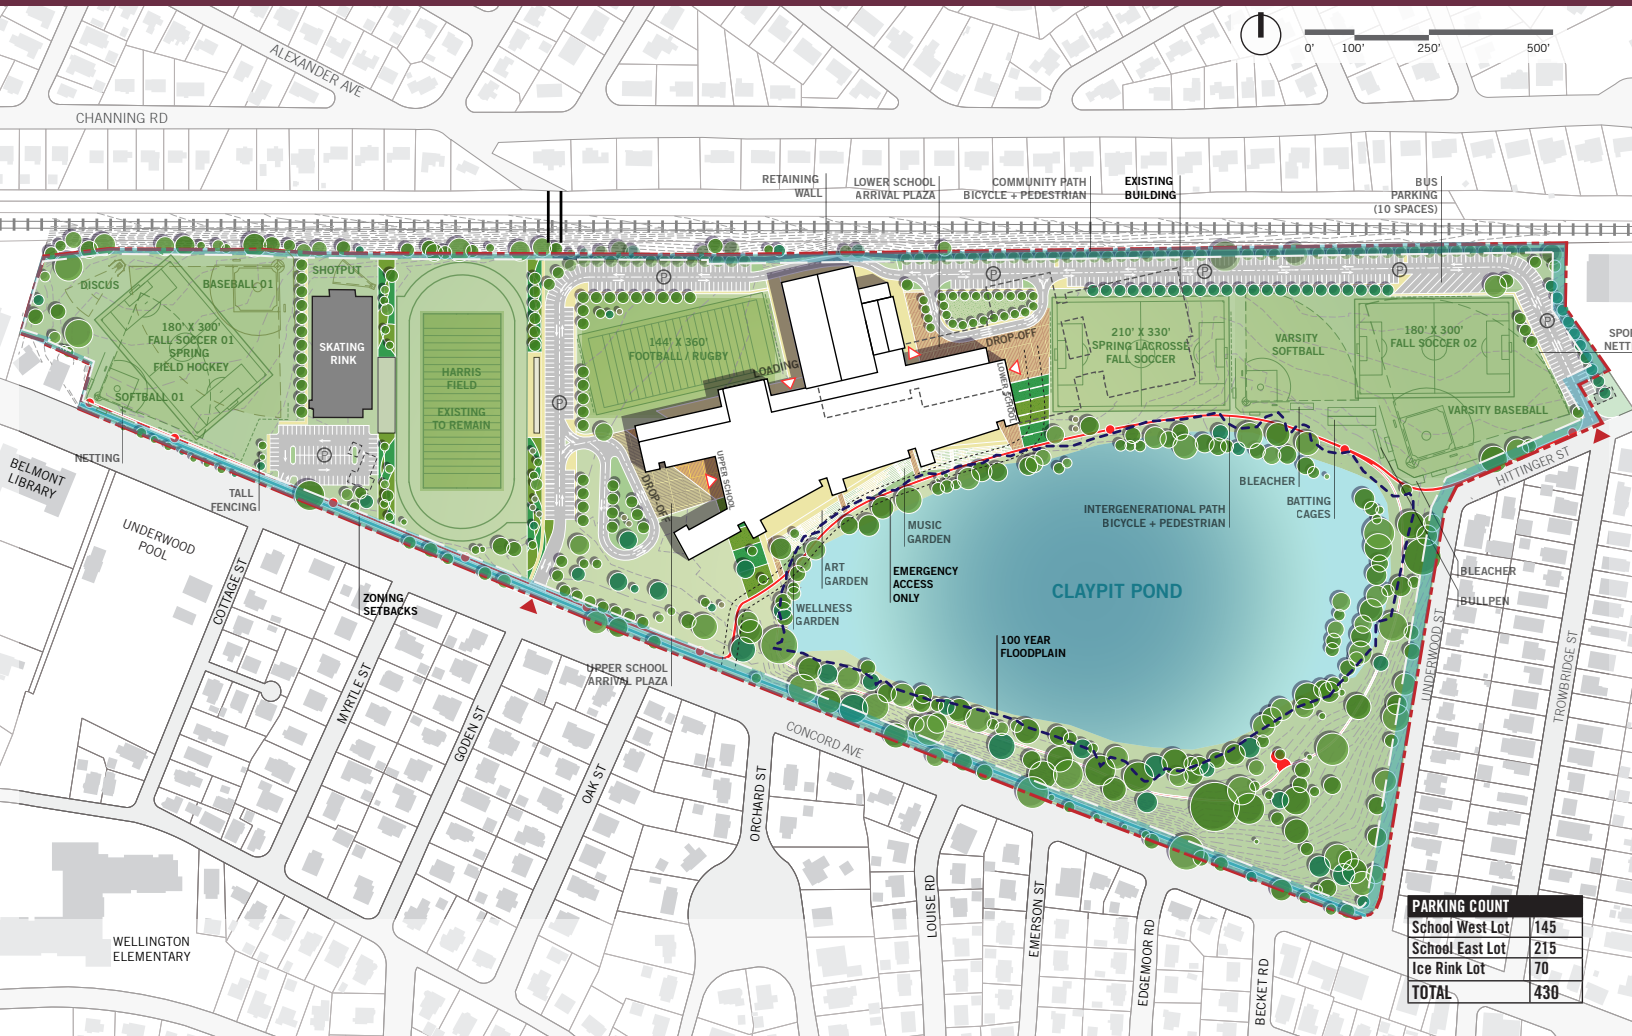 ALEXANDER AVE
CHANNING RD
0' 100' 250' 500'
RETAINING
WALL
LOWER SCHOOL
ARRIVAL PLAZA
COMMUNITY PATH
BICYCLE + PEDESTRIAN
EXISTING
BUILDING
BUS
PARKING
(10 SPACES)
DISCUS
BASEBALL 01
SHOTPUT
180' X 300'
FALL SOCCER 01
SPRING
FIELD HOCKEY
SOFTBALL 01
SKATING
RINK
HARRIS
FIELD
EXISTING
TO REMAIN
P
P
P
P
P
P
P
144' X 360'
FOOTBALL / RUGBY
LOADING
DROP-OFF
LOWER SCHOOL
210' X 330'
SPRING LACROSSE
FALL SOCCER
VARSITY
SOFTBALL
180' X 300'
FALL SOCCER 02
VARSITY BASEBALL
NETTING
TALL
FENCING
UPPER SCHOOL
DROP-OFF
BELMONT
LIBRARY
UNDERWOOD
POOL
COTTAGE ST
ZONING
SETBACKS
MYRTLE ST
GODEN ST
OAK ST
UPPER SCHOOL
ARRIVAL PLAZA
MUSIC
GARDEN
ART
GARDEN
EMERGENCY
ACCESS
ONLY
WELLNESS
GARDEN
INTERGENERATIONAL PATH
BICYCLE + PEDESTRIAN
BLEACHER
BATTING
CAGES
HITTINGER ST
CLAYPIT POND
100 YEAR
FLOODPLAIN
BLEACHER
BULLPEN
UNDERWOOD ST
TROWBRIDGE ST
CONCORD AVE
ORCHARD ST
LOUISE RD
EMERSON ST
EDGEMOOR RD
BECKET RD
WELLINGTON
ELEMENTARY
PARKING COUNT
School West Lot 145
School East Lot 215
Ice Rink Lot 70
TOTAL 430